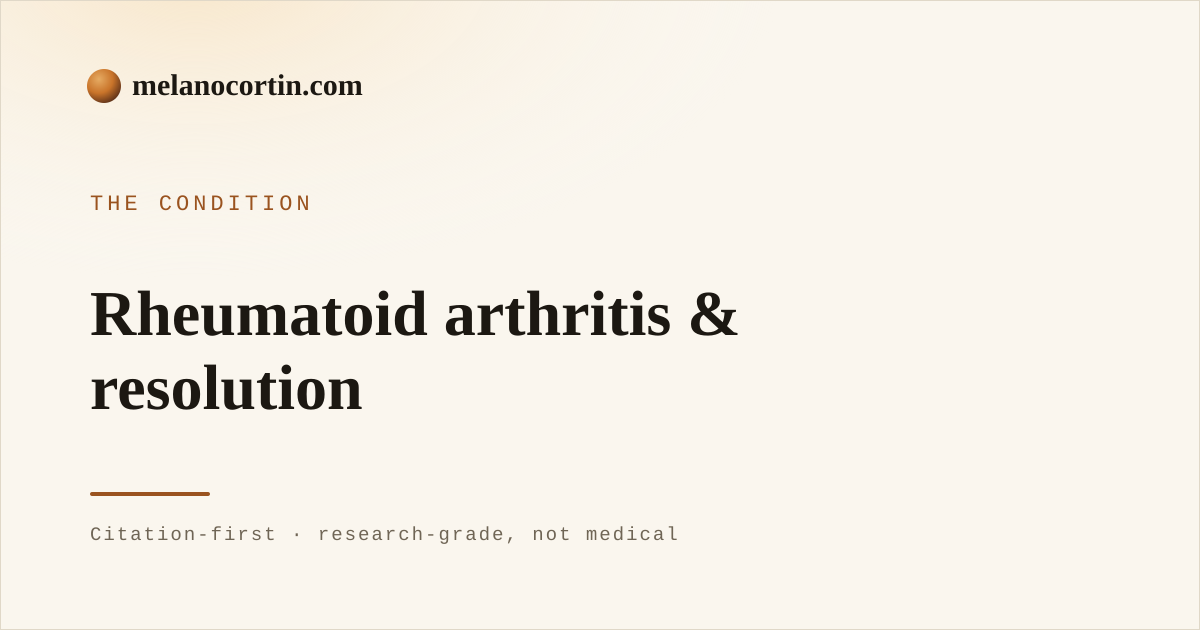 melanocortin.com
THE CONDITION
Rheumatoid arthritis &
resolution
Citation-first · research-grade, not medical